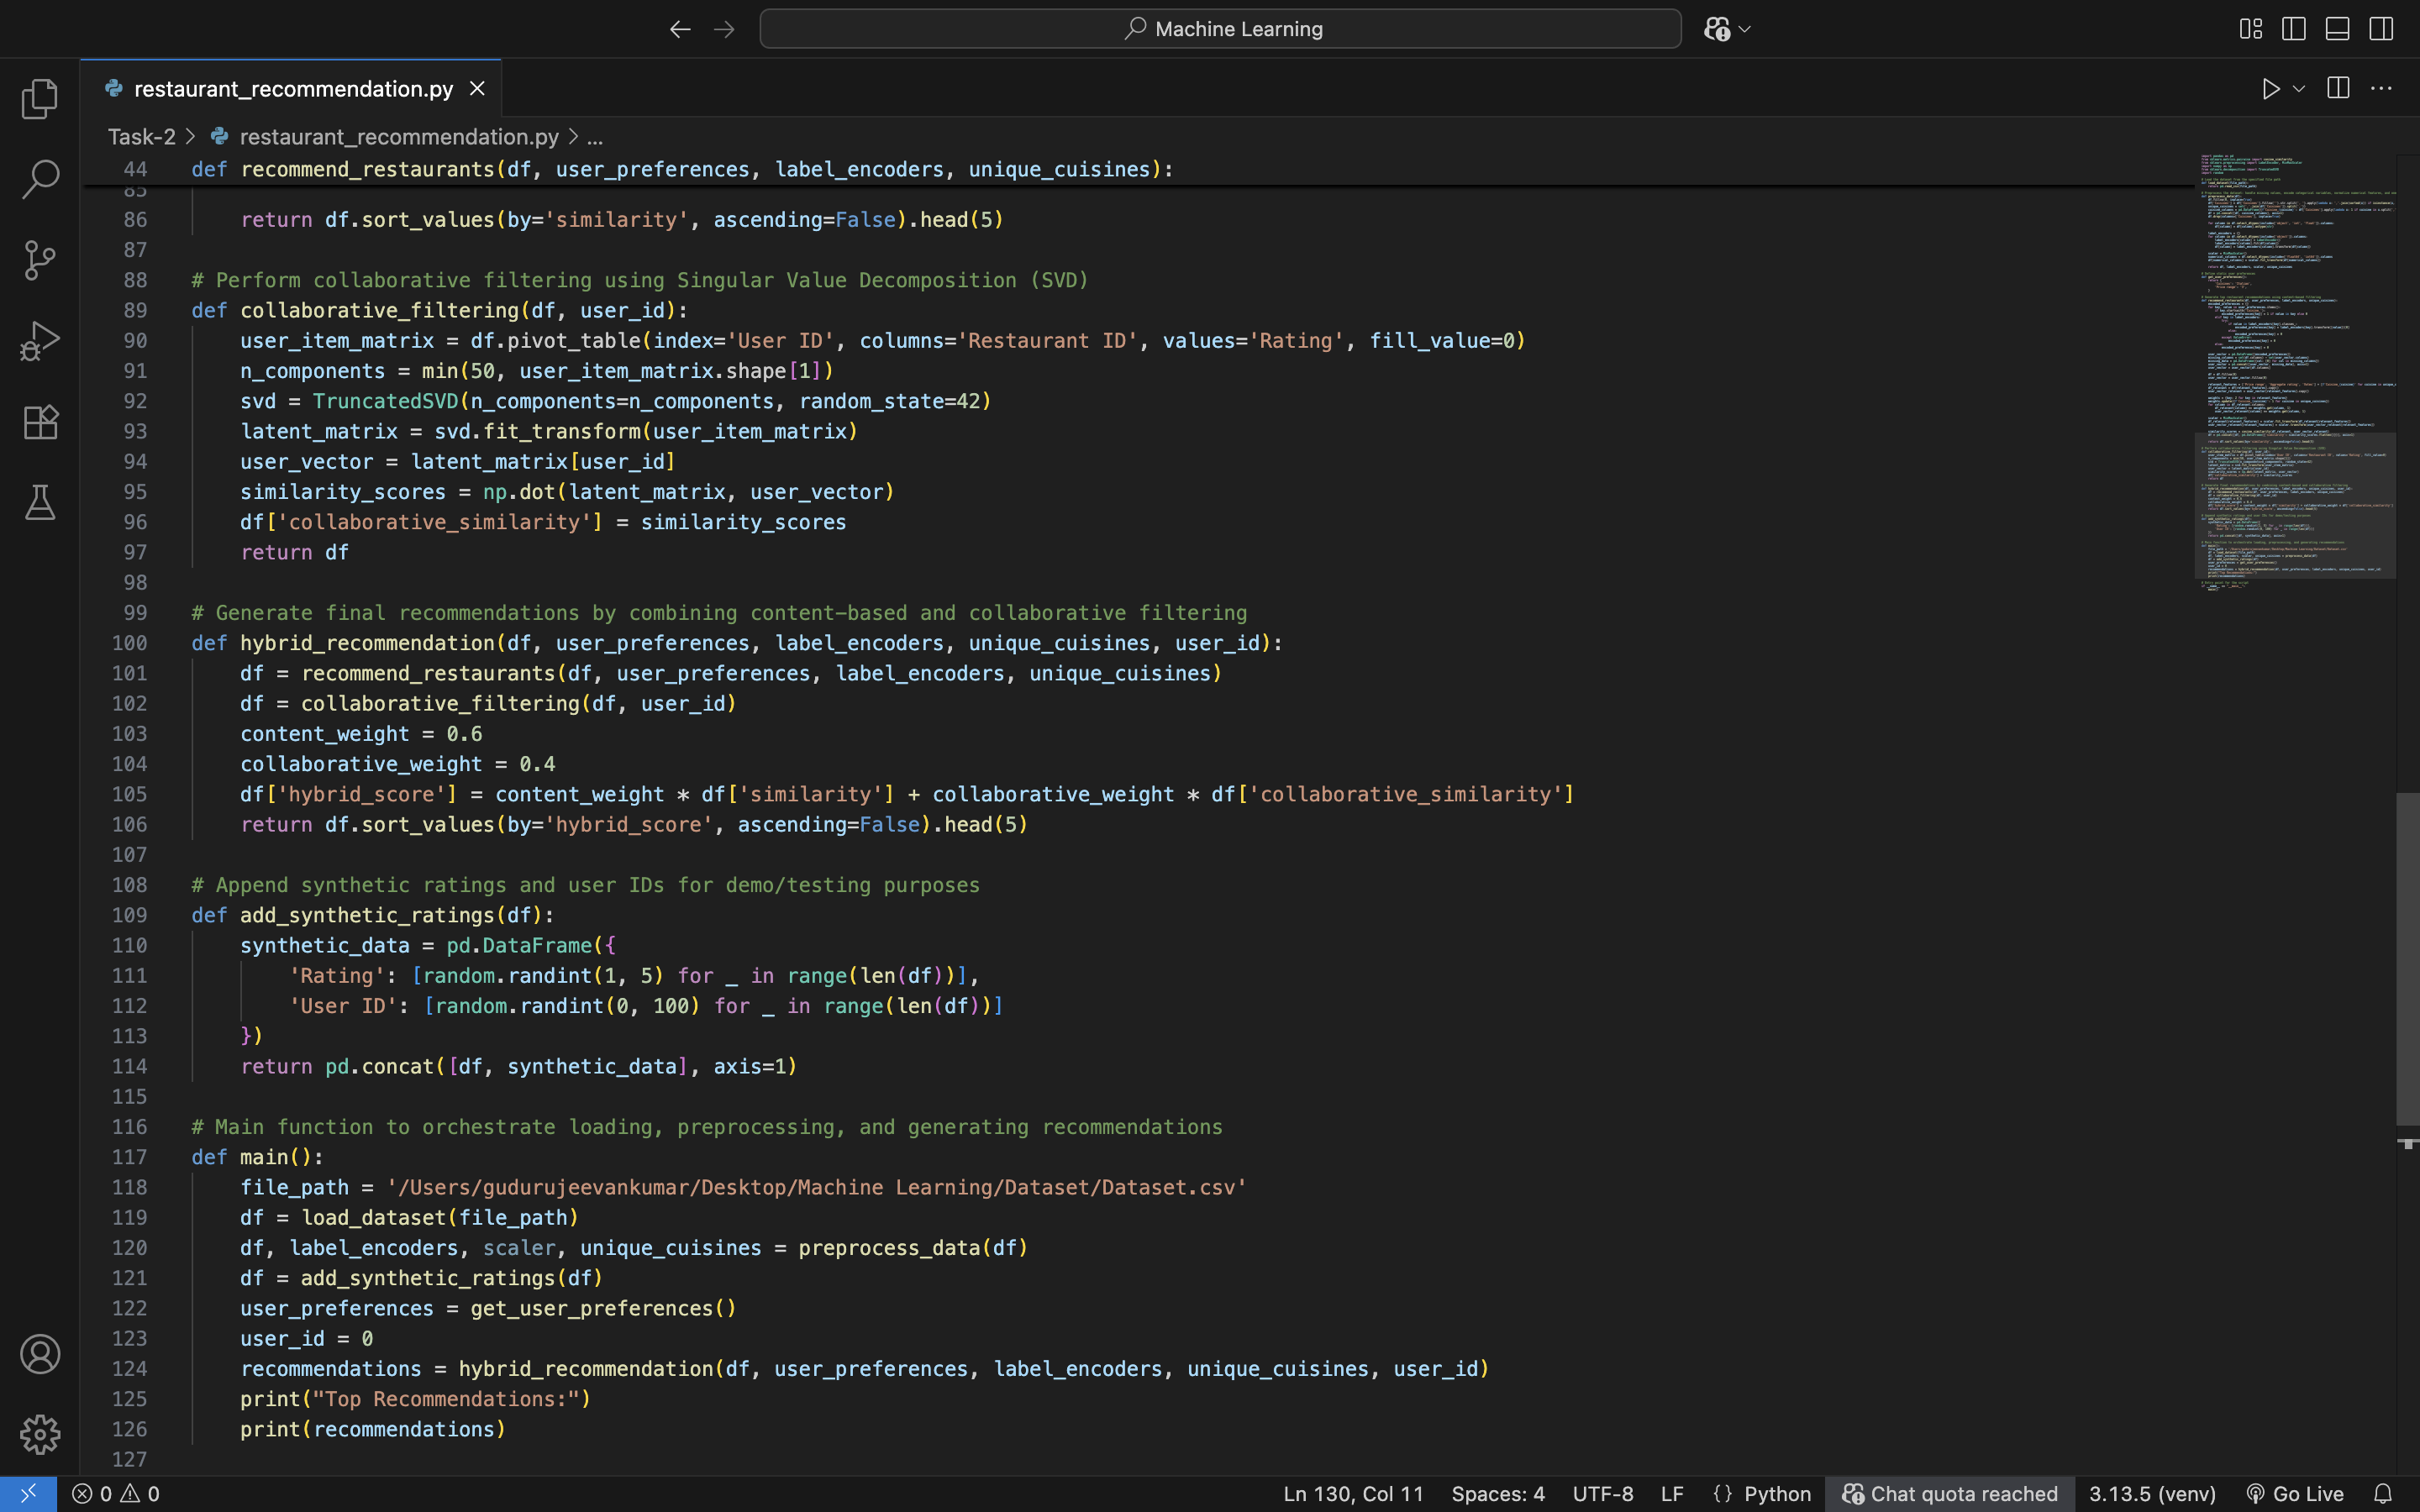 Machine Learning
restaurant_recommendation.py
Task-2 > restaurant_recommendation.py > ...
44 def recommend_restaurants(df, user_preferences, label_encoders, unique_cuisines):
85
86     return df.sort_values(by='similarity', ascending=False).head(5)
87
88 # Perform collaborative filtering using Singular Value Decomposition (SVD)
89 def collaborative_filtering(df, user_id):
90     user_item_matrix = df.pivot_table(index='User ID', columns='Restaurant ID', values='Rating', fill_value=0)
91     n_components = min(50, user_item_matrix.shape[1])
92     svd = TruncatedSVD(n_components=n_components, random_state=42)
93     latent_matrix = svd.fit_transform(user_item_matrix)
94     user_vector = latent_matrix[user_id]
95     similarity_scores = np.dot(latent_matrix, user_vector)
96     df['collaborative_similarity'] = similarity_scores
97     return df
98
99 # Generate final recommendations by combining content-based and collaborative filtering
100 def hybrid_recommendation(df, user_preferences, label_encoders, unique_cuisines, user_id):
101     df = recommend_restaurants(df, user_preferences, label_encoders, unique_cuisines)
102     df = collaborative_filtering(df, user_id)
103     content_weight = 0.6
104     collaborative_weight = 0.4
105     df['hybrid_score'] = content_weight * df['similarity'] + collaborative_weight * df['collaborative_similarity']
106     return df.sort_values(by='hybrid_score', ascending=False).head(5)
107
108 # Append synthetic ratings and user IDs for demo/testing purposes
109 def add_synthetic_ratings(df):
110     synthetic_data = pd.DataFrame({
111         'Rating': [random.randint(1, 5) for _ in range(len(df))],
112         'User ID': [random.randint(0, 100) for _ in range(len(df))]
113     })
114     return pd.concat([df, synthetic_data], axis=1)
115
116 # Main function to orchestrate loading, preprocessing, and generating recommendations
117 def main():
118     file_path = '/Users/gudurujeevankumar/Desktop/Machine Learning/Dataset/Dataset.csv'
119     df = load_dataset(file_path)
120     df, label_encoders, scaler, unique_cuisines = preprocess_data(df)
121     df = add_synthetic_ratings(df)
122     user_preferences = get_user_preferences()
123     user_id = 0
124     recommendations = hybrid_recommendation(df, user_preferences, label_encoders, unique_cuisines, user_id)
125     print("Top Recommendations:")
126     print(recommendations)
127
0 0 Ln 130, Col 11 Spaces: 4 UTF-8 LF {} Python Chat quota reached 3.13.5 (venv) Go Live